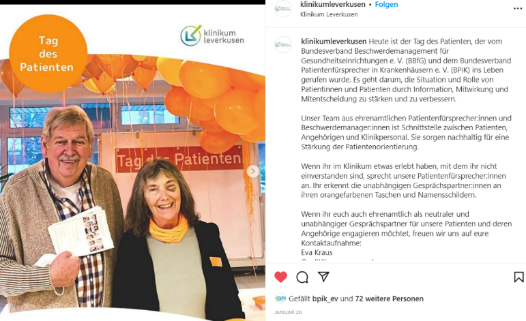 Tag
des
Patienten
klinikum
leverkusen
Tag des Patienten
klinikumleverkusen • Folgen
Klinikum Leverkusen
klinikumleverkusen Heute ist der Tag des Patienten, der vom
Bundesverband Beschwerdemanagement für
Gesundheitseinrichtungen e. V. (BBfG) und dem Bundesverband
Patientenfürsprecher in Krankenhäusern e. V. (BPiK) ins Leben
gerufen wurde. Es geht darum, die Situation und Rolle von
Patientinnen und Patienten durch Information, Mitwirkung und
Mitentscheidung zu stärken und zu verbessern.
Unser Team aus ehrenamtlichen Patientenfürsprecher:innen und
Beschwerdemanager:innen ist Schnittstelle zwischen Patienten,
Angehörigen und Klinikpersonal. Sie sorgen nachhaltig für eine
Stärkung der Patientenorientierung.
Wenn ihr im Klinikum etwas erlebt haben, mit dem ihr nicht
einverstanden sind, sprecht unsere Patientenfürsprecher:innen
an. Ihr erkennt die unabhängigen Gesprächspartner:innen an
ihren orangefarbenen Taschen und Namensschildern.
Wenn ihr euch auch ehrenamtlich als neutraler und
unabhängiger Gesprächspartner für unsere Patienten und deren
Angehörige engagieren möchtet, freuen wir uns auf eure
Kontaktaufnahme:
Eva Kraus
Gefällt bpik_ev und 72 weitere Personen
JANUAR 26